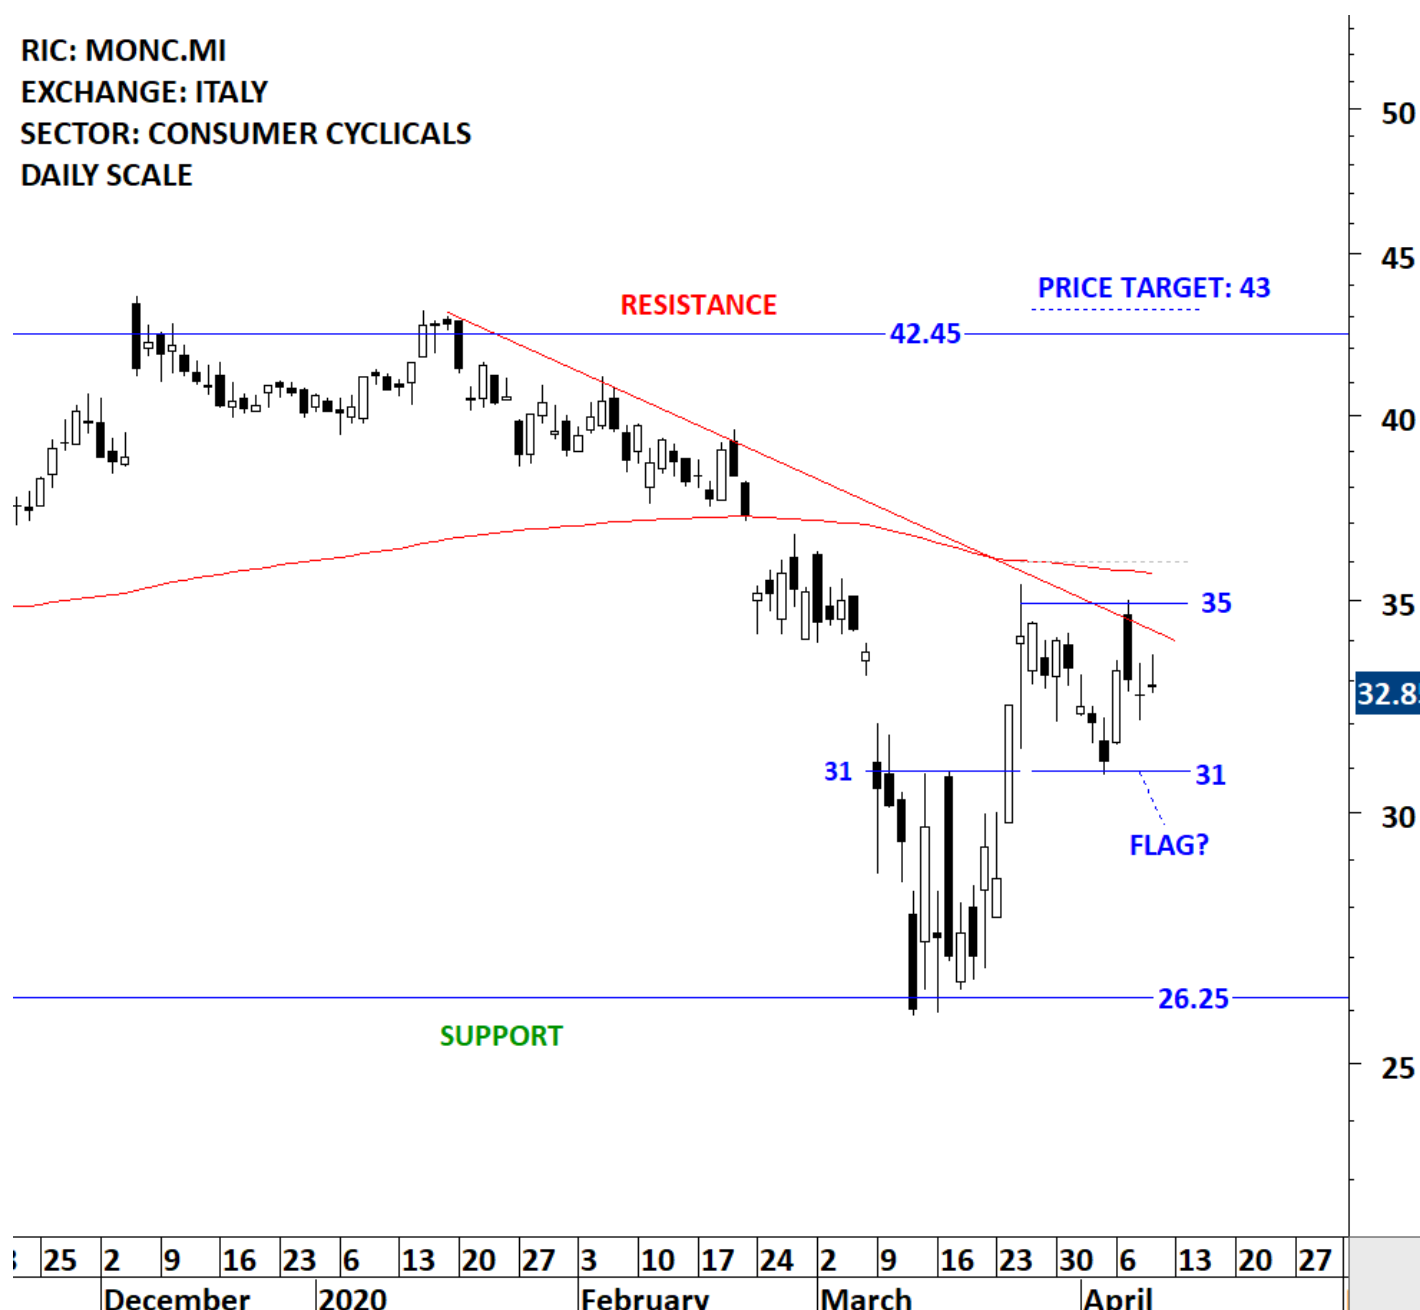 RIC: MONC.MI
EXCHANGE: ITALY
SECTOR: CONSUMER CYCLICALS
DAILY SCALE
50
45
PRICE TARGET: 43
RESISTANCE
42.45
40
35
35
32.8
31
31
30
FLAG?
26.25
SUPPORT
25
25 2 9 16 23 6 13 20 27 3 10 17 24 2 9 16 23 30 6 13 20 27
December 2020 February March April